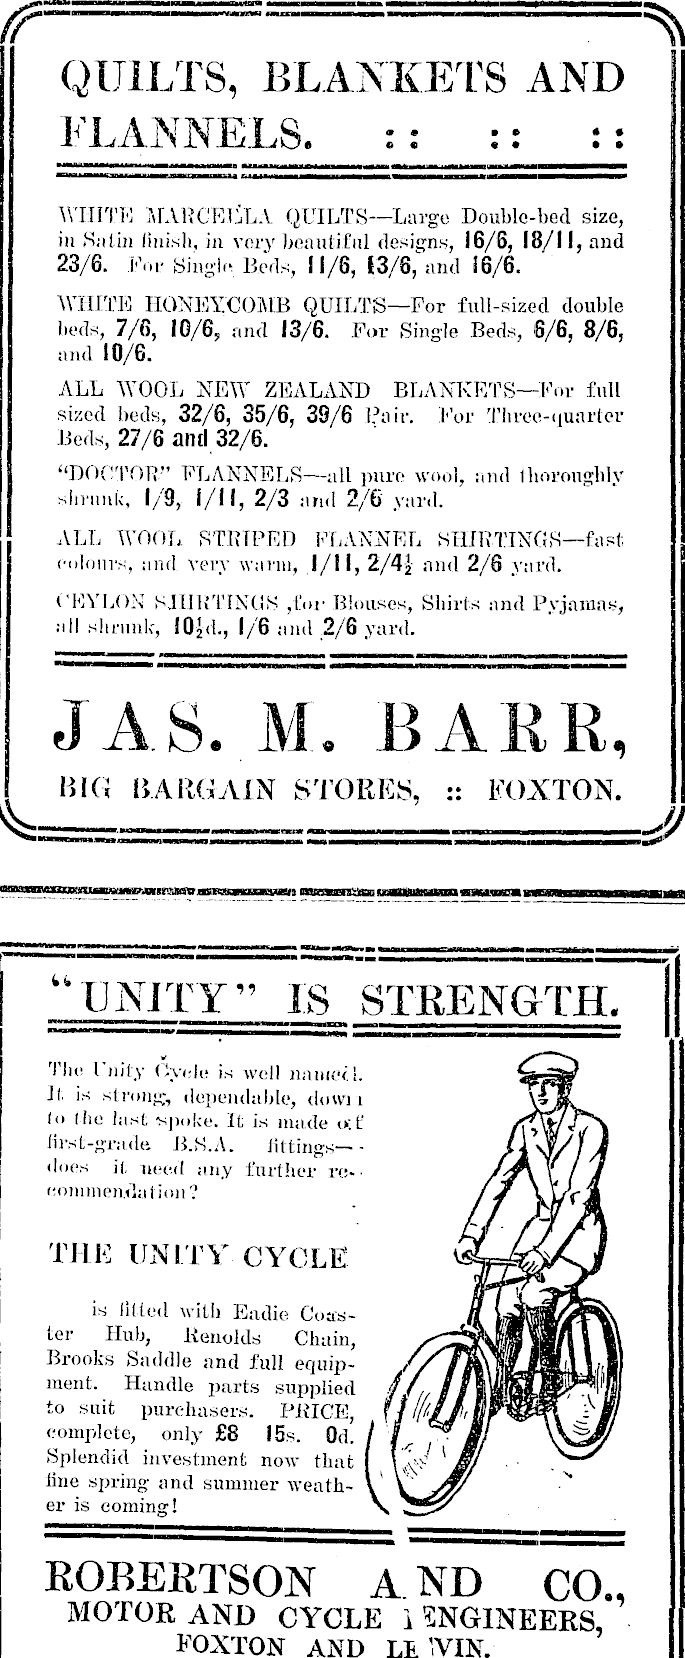 QUILTS, BLANKETS AND
FLANNELS. :: :: ::
WHITE MARCELLA QUILTS—Large Double-bed size,
in Satin finish, in very beautiful designs, 16/6, 18/11, and
23/6. For Single Beds, 11/6, 13/6, and 16/6.
WHITE HONEYCOMB QUILTS—For full-sized double
beds, 7/6, 10/6, and 13/6. For Single Beds, 6/6, 8/6,
and 10/6.
ALL WOOL NEW ZEALAND BLANKETS—For full
sized beds, 32/6, 35/6, 39/6 Pair. For Three-quarter
Beds, 27/6 and 32/6.
"DOCTOR" FLANNELS—all pure wool, and thoroughly
shrunk, 1/9, 1/11, 2/3 and 2/6 yard.
ALL WOOL STRIPED FLANNEL SHIRTINGS—fast
colours, and very warm, 1/11, 2/4½ and 2/6 yard.
CEYLON SHIRTINGS ,for Blouses, Shirts and Pyjamas,
all shrunk, 10½d., 1/6 and 2/6 yard.
JAS. M. BARR,
BIG BARGAIN STORES, :: FOXTON.
"UNITY" IS STRENGTH.
The Unity Cycle is well named.
It is strong, dependable, down
to the last spoke. It is made of
first-grade B.S.A. fittings—
does it need any further re-
commendation?
THE UNITY CYCLE
is fitted with Eadie Coas-
ter Hub, Renolds Chain,
Brooks Saddle and full equip-
ment. Handle parts supplied
to suit purchasers. PRICE,
complete, only £8 15s. 0d.
Splendid investment now that
fine spring and summer weath-
er is coming!
ROBERTSON AND CO.,
MOTOR AND CYCLE ENGINEERS,
FOXTON AND LEVIN.